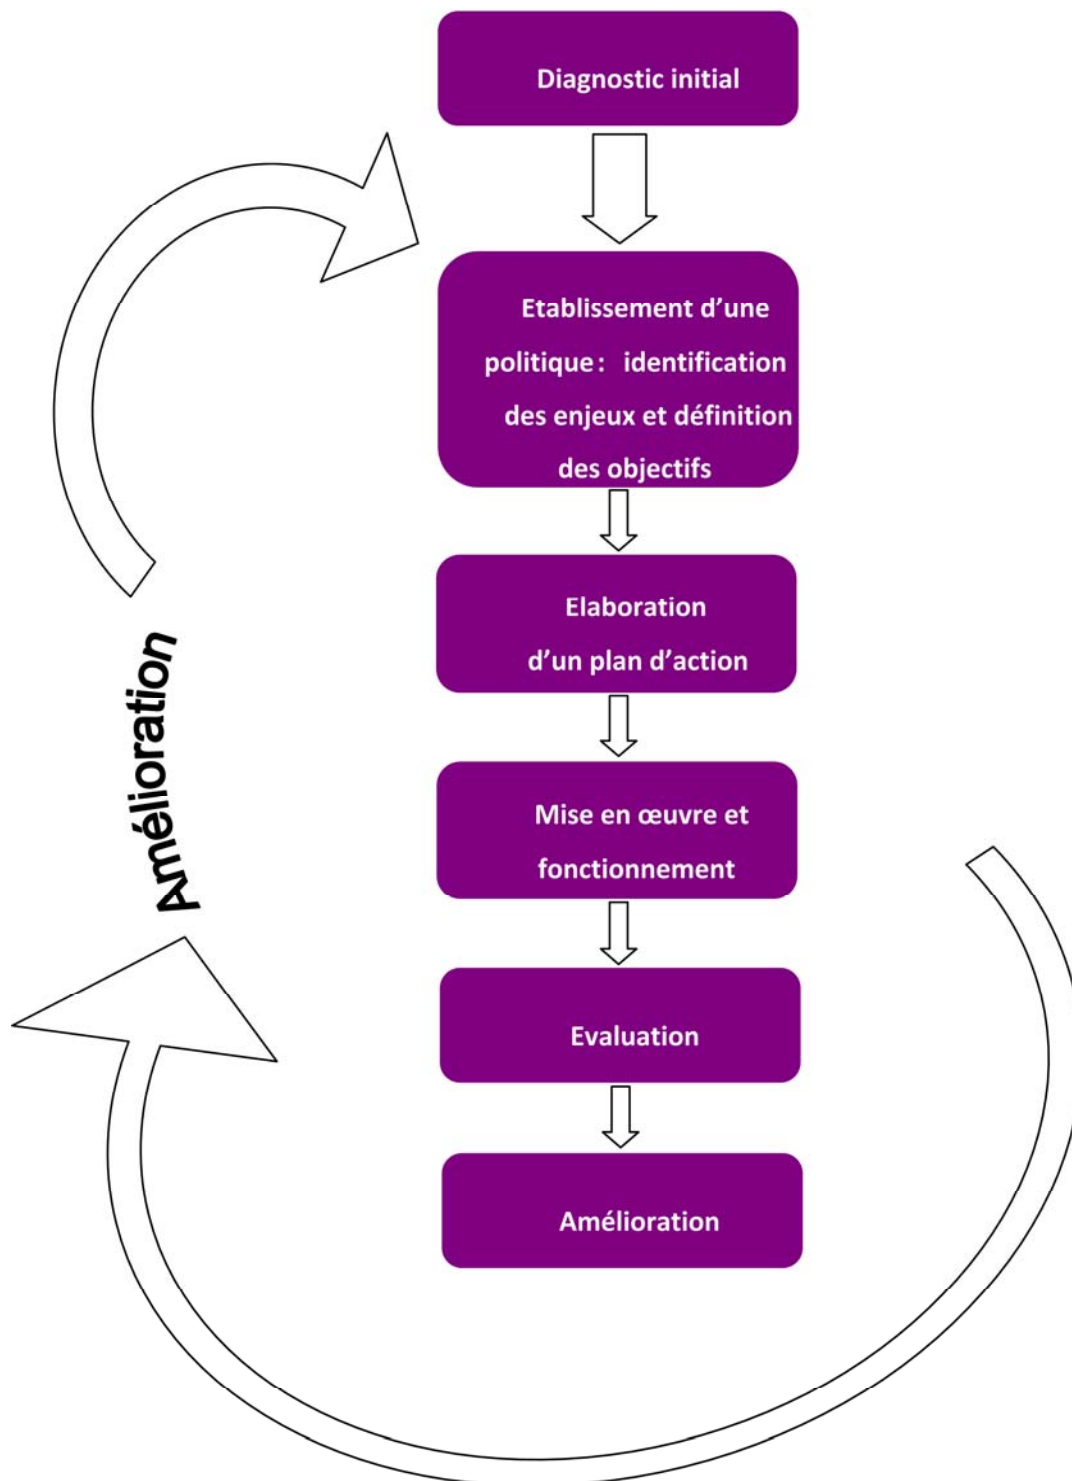 Diagnostic initial
Etablissement d’une
politique : identification
des enjeux et définition
des objectifs
Elaboration
d’un plan d’action
Mise en œuvre et
fonctionnement
Evaluation
Amélioration
Amélioration